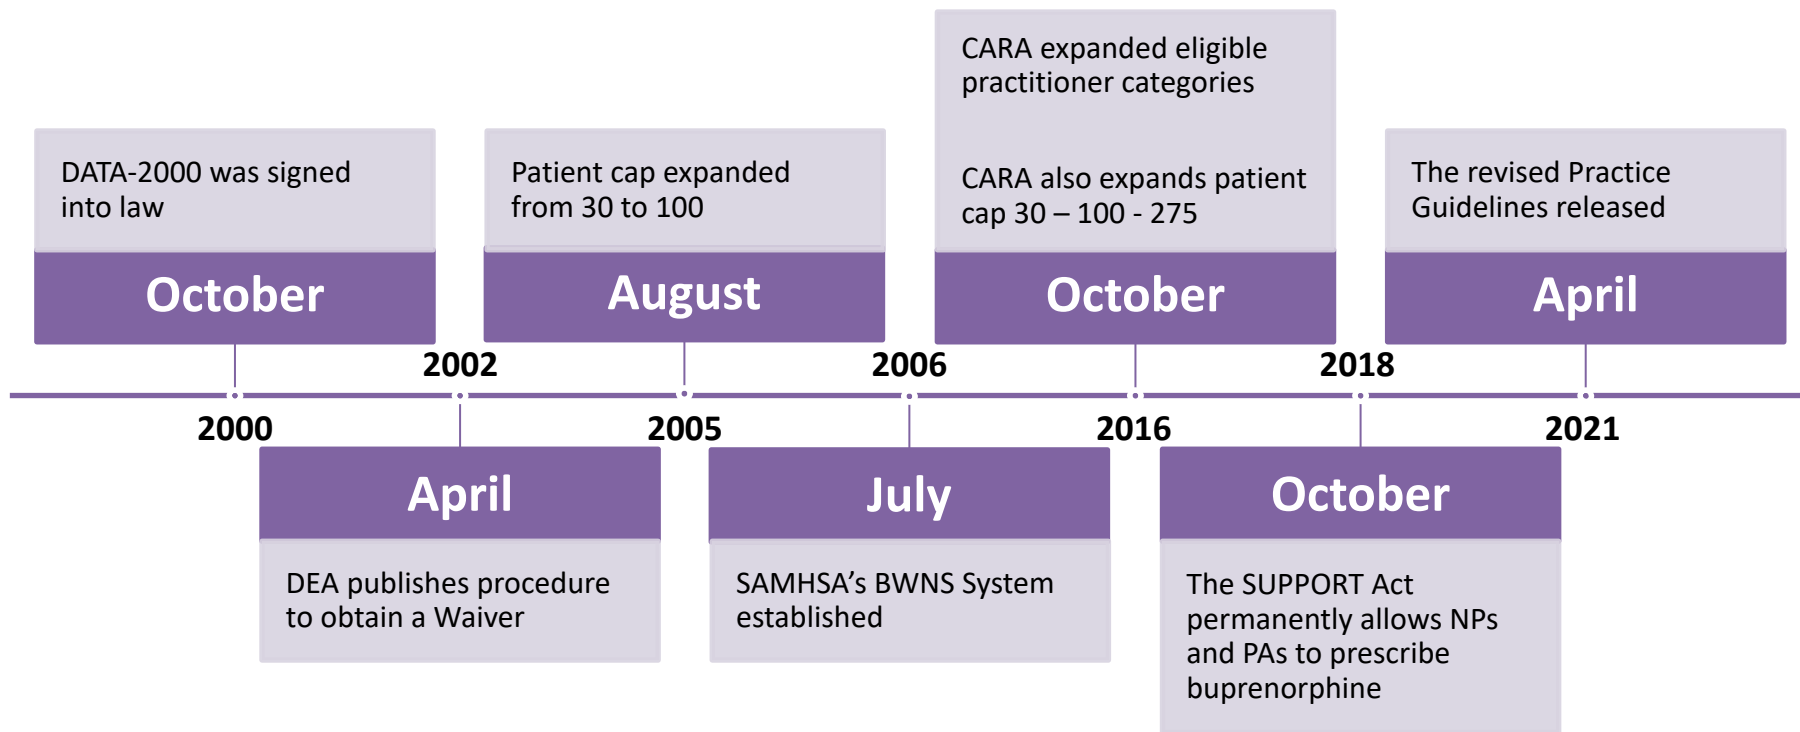 DATA-2000 was signed
into law
October
2000
2002
April
DEA publishes procedure
to obtain a Waiver
Patient cap expanded
from 30 to 100
August
2005
2006
July
SAMHSA’s BWNS System
established
CARA expanded eligible
practitioner categories
CARA also expands patient
cap 30 – 100 - 275
October
2016
2018
October
The SUPPORT Act
permanently allows NPs
and PAs to prescribe
buprenorphine
The revised Practice
Guidelines released
April
2021